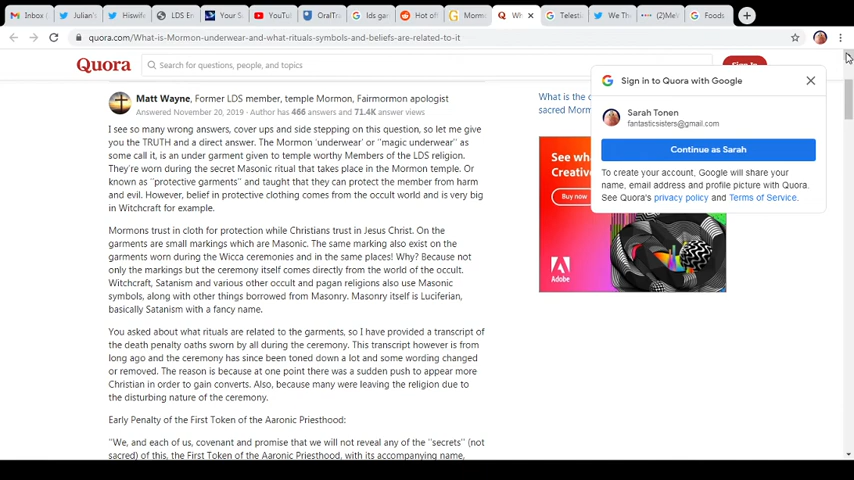 Inbox (
Julian's
Hiswife
LDS En
Your S
YouTu
OralTra
lds gar
Hot off
Mormo
Wh
Telestia
We The
(2)Mel
Foods
quora.com/What-is-Mormon-underwear-and-what-rituals-symbols-and-beliefs-are-related-to-it
Quora
Search for questions, people, and topics
Sign In
Matt Wayne, Former LDS member, temple Mormon, Fairmormon apologist
Answered November 20, 2019 · Author has 466 answers and 71.4K answer views
I see so many wrong answers, cover ups and side stepping on this question, so let me give
you the TRUTH and a direct answer. The Mormon 'underwear' or "magic underwear" as
some call it, is an under garment given to temple worthy Members of the LDS religion.
They're worn during the secret Masonic ritual that takes place in the Mormon temple. Or
known as "protective garments" and taught that they can protect the member from harm
and evil. However, belief in protective clothing comes from the occult world and is very big
in Witchcraft for example.
Mormons trust in cloth for protection while Christians trust in Jesus Christ. On the
garments are small markings which are Masonic. The same marking also exist on the
garments worn during the Wicca ceremonies and in the same places! Why? Because not
only the markings but the ceremony itself comes directly from the world of the occult.
Witchcraft, Satanism and various other occult and pagan religions also use Masonic
symbols, along with other things borrowed from Masonry. Masonry itself is Luciferian,
basically Satanism with a fancy name.
You asked about what rituals are related to the garments, so I have provided a transcript of
the death penalty oaths sworn by all during the ceremony. This transcript however is from
long ago and the ceremony has since been toned down a lot and some wording changed
or removed. The reason is because at one point there was a sudden push to appear more
Christian in order to gain converts. Also, because many were leaving the religion due to
the disturbing nature of the ceremony.
Early Penalty of the First Token of the Aaronic Priesthood:
"We, and each of us, covenant and promise that we will not reveal any of the "secrets" (not
sacred) of this, the First Token of the Aaronic Priesthood, with its accompanying name,
What is the
sacred Morm
See wha
Creative
Buy now
Adobe
Sign in to Quora with Google
Sarah Tonen
fantasticsisters@gmail.com
Continue as Sarah
To create your account, Google will share your
name, email address and profile picture with Quora.
See Quora's privacy policy and Terms of Service.